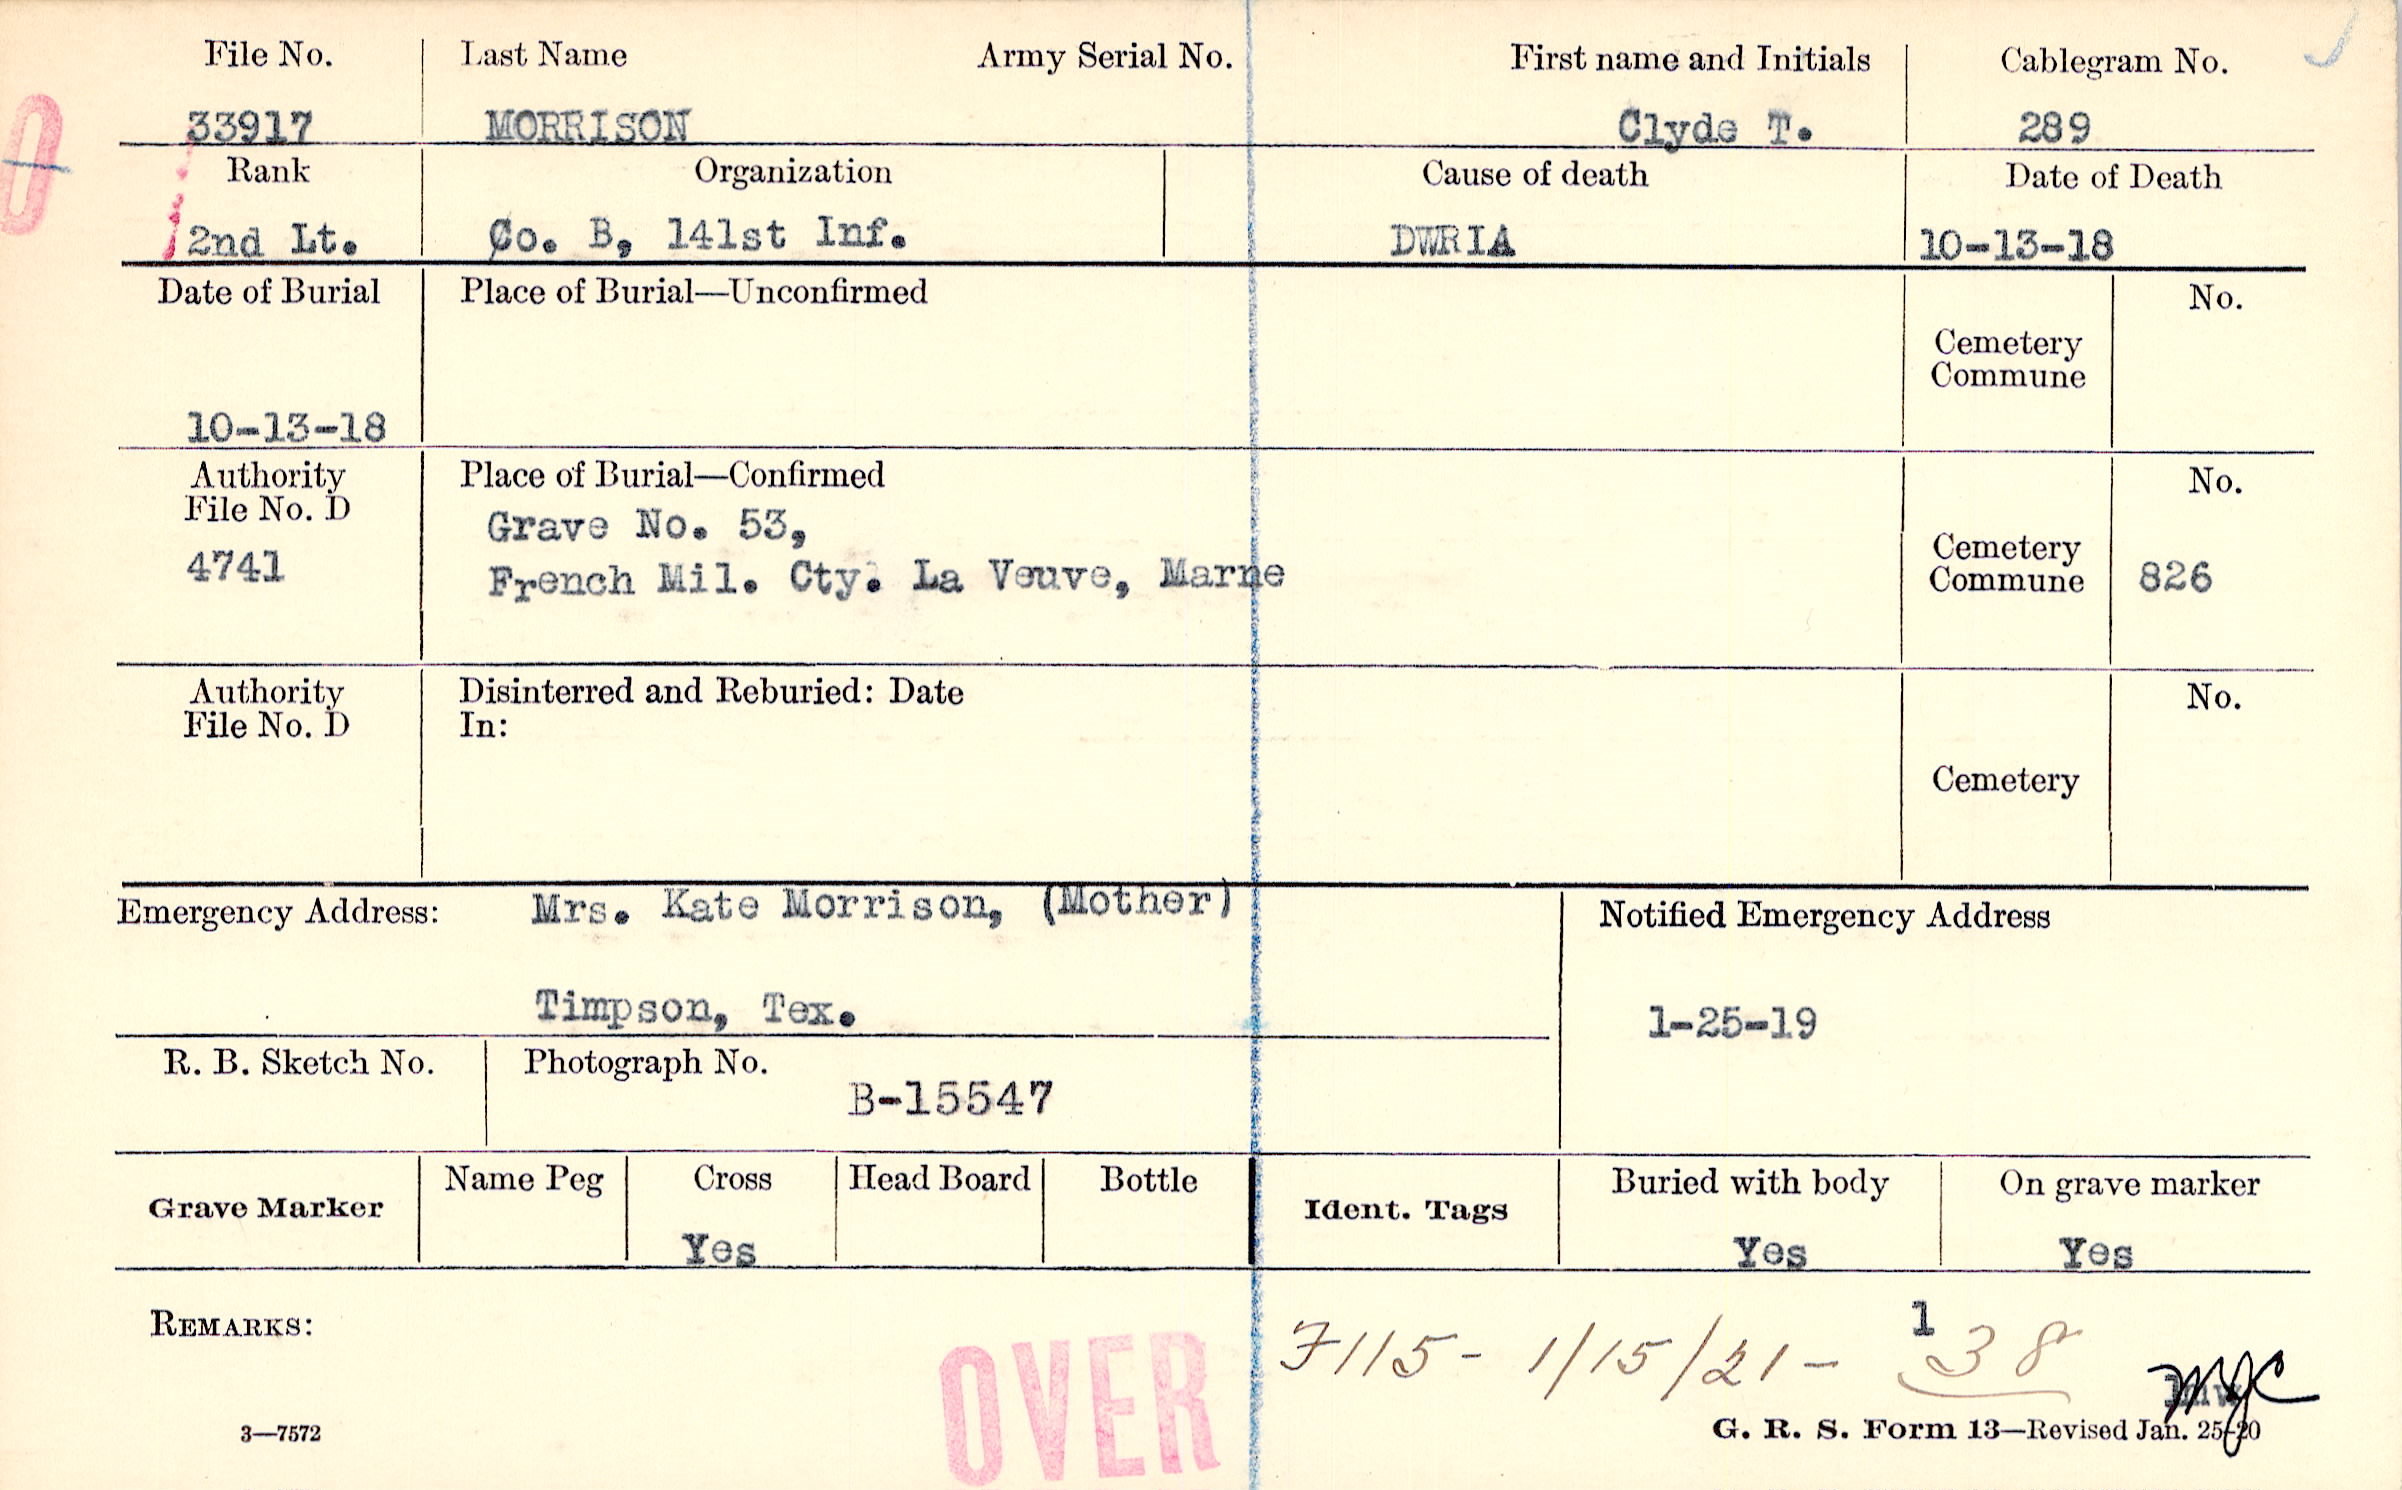 File No. Last Name Army Serial No. First name and Initials Cablegram No.
33917 MORRISON Clyde T. 289
Rank Organization Cause of death Date of Death
2nd Lt. Co. B, 141st Inf. DWRIA 10-13-18
Date of Burial Place of Burial—Unconfirmed No.
Cemetery
Commune
10-13-18
Authority Place of Burial—Confirmed No.
File No. D
Grave No. 53,
4741 French Mil. Cty. La Veuve, Marne
Cemetery
Commune 826
Authority Disinterred and Reburied: Date No.
File No. D In:
Cemetery
Emergency Address: Mrs. Kate Morrison, (Mother) Notified Emergency Address
Timpson, Tex. 1-25-19
R. B. Sketch No. Photograph No.
B-15547
Grave Marker Name Peg Cross Head Board Bottle Ident. Tags Buried with body On grave marker
Yes Yes Yes
REMARKS: 1
OVER 7115- 1/15/21- 38
3—7572 G. R. S. Form 13—Revised Jan. 25-20